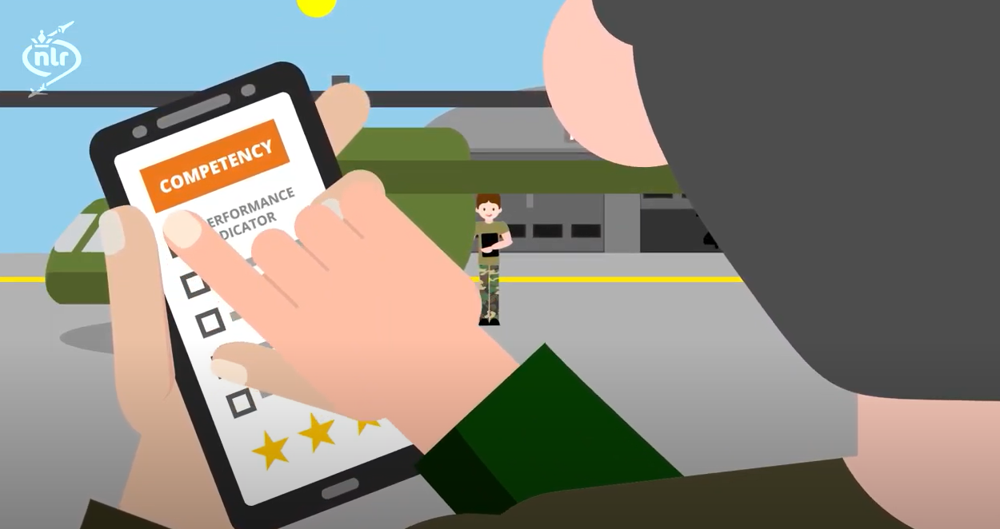 nlr
COMPETENCY
ERFORMANCE
DICATOR